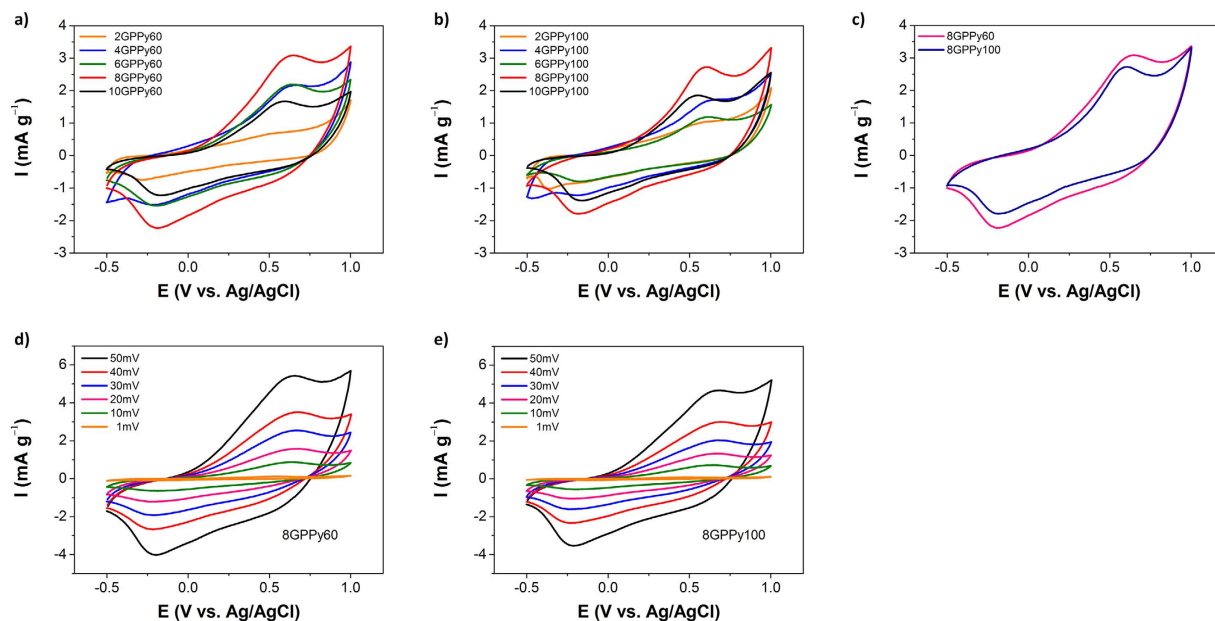 a)
I (mA g⁻¹)
4
3
2
1
0
-1
-2
-3
2GPPy60
4GPPy60
6GPPy60
8GPPy60
10GPPy60
-0.5 0.0 0.5 1.0
E (V vs. Ag/AgCl)
b)
I (mA g⁻¹)
4
3
2
1
0
-1
-2
-3
2GPPy100
4GPPy100
6GPPy100
8GPPy100
10GPPy100
-0.5 0.0 0.5 1.0
E (V vs. Ag/AgCl)
c)
I (mA g⁻¹)
4
3
2
1
0
-1
-2
-3
8GPPy60
8GPPy100
-0.5 0.0 0.5 1.0
E (V vs. Ag/AgCl)
d)
I (mA g⁻¹)
6
4
2
0
-2
-4
50mV
40mV
30mV
20mV
10mV
1mV
8GPPy60
-0.5 0.0 0.5 1.0
E (V vs. Ag/AgCl)
e)
I (mA g⁻¹)
6
4
2
0
-2
-4
50mV
40mV
30mV
20mV
10mV
1mV
8GPPy100
-0.5 0.0 0.5 1.0
E (V vs. Ag/AgCl)